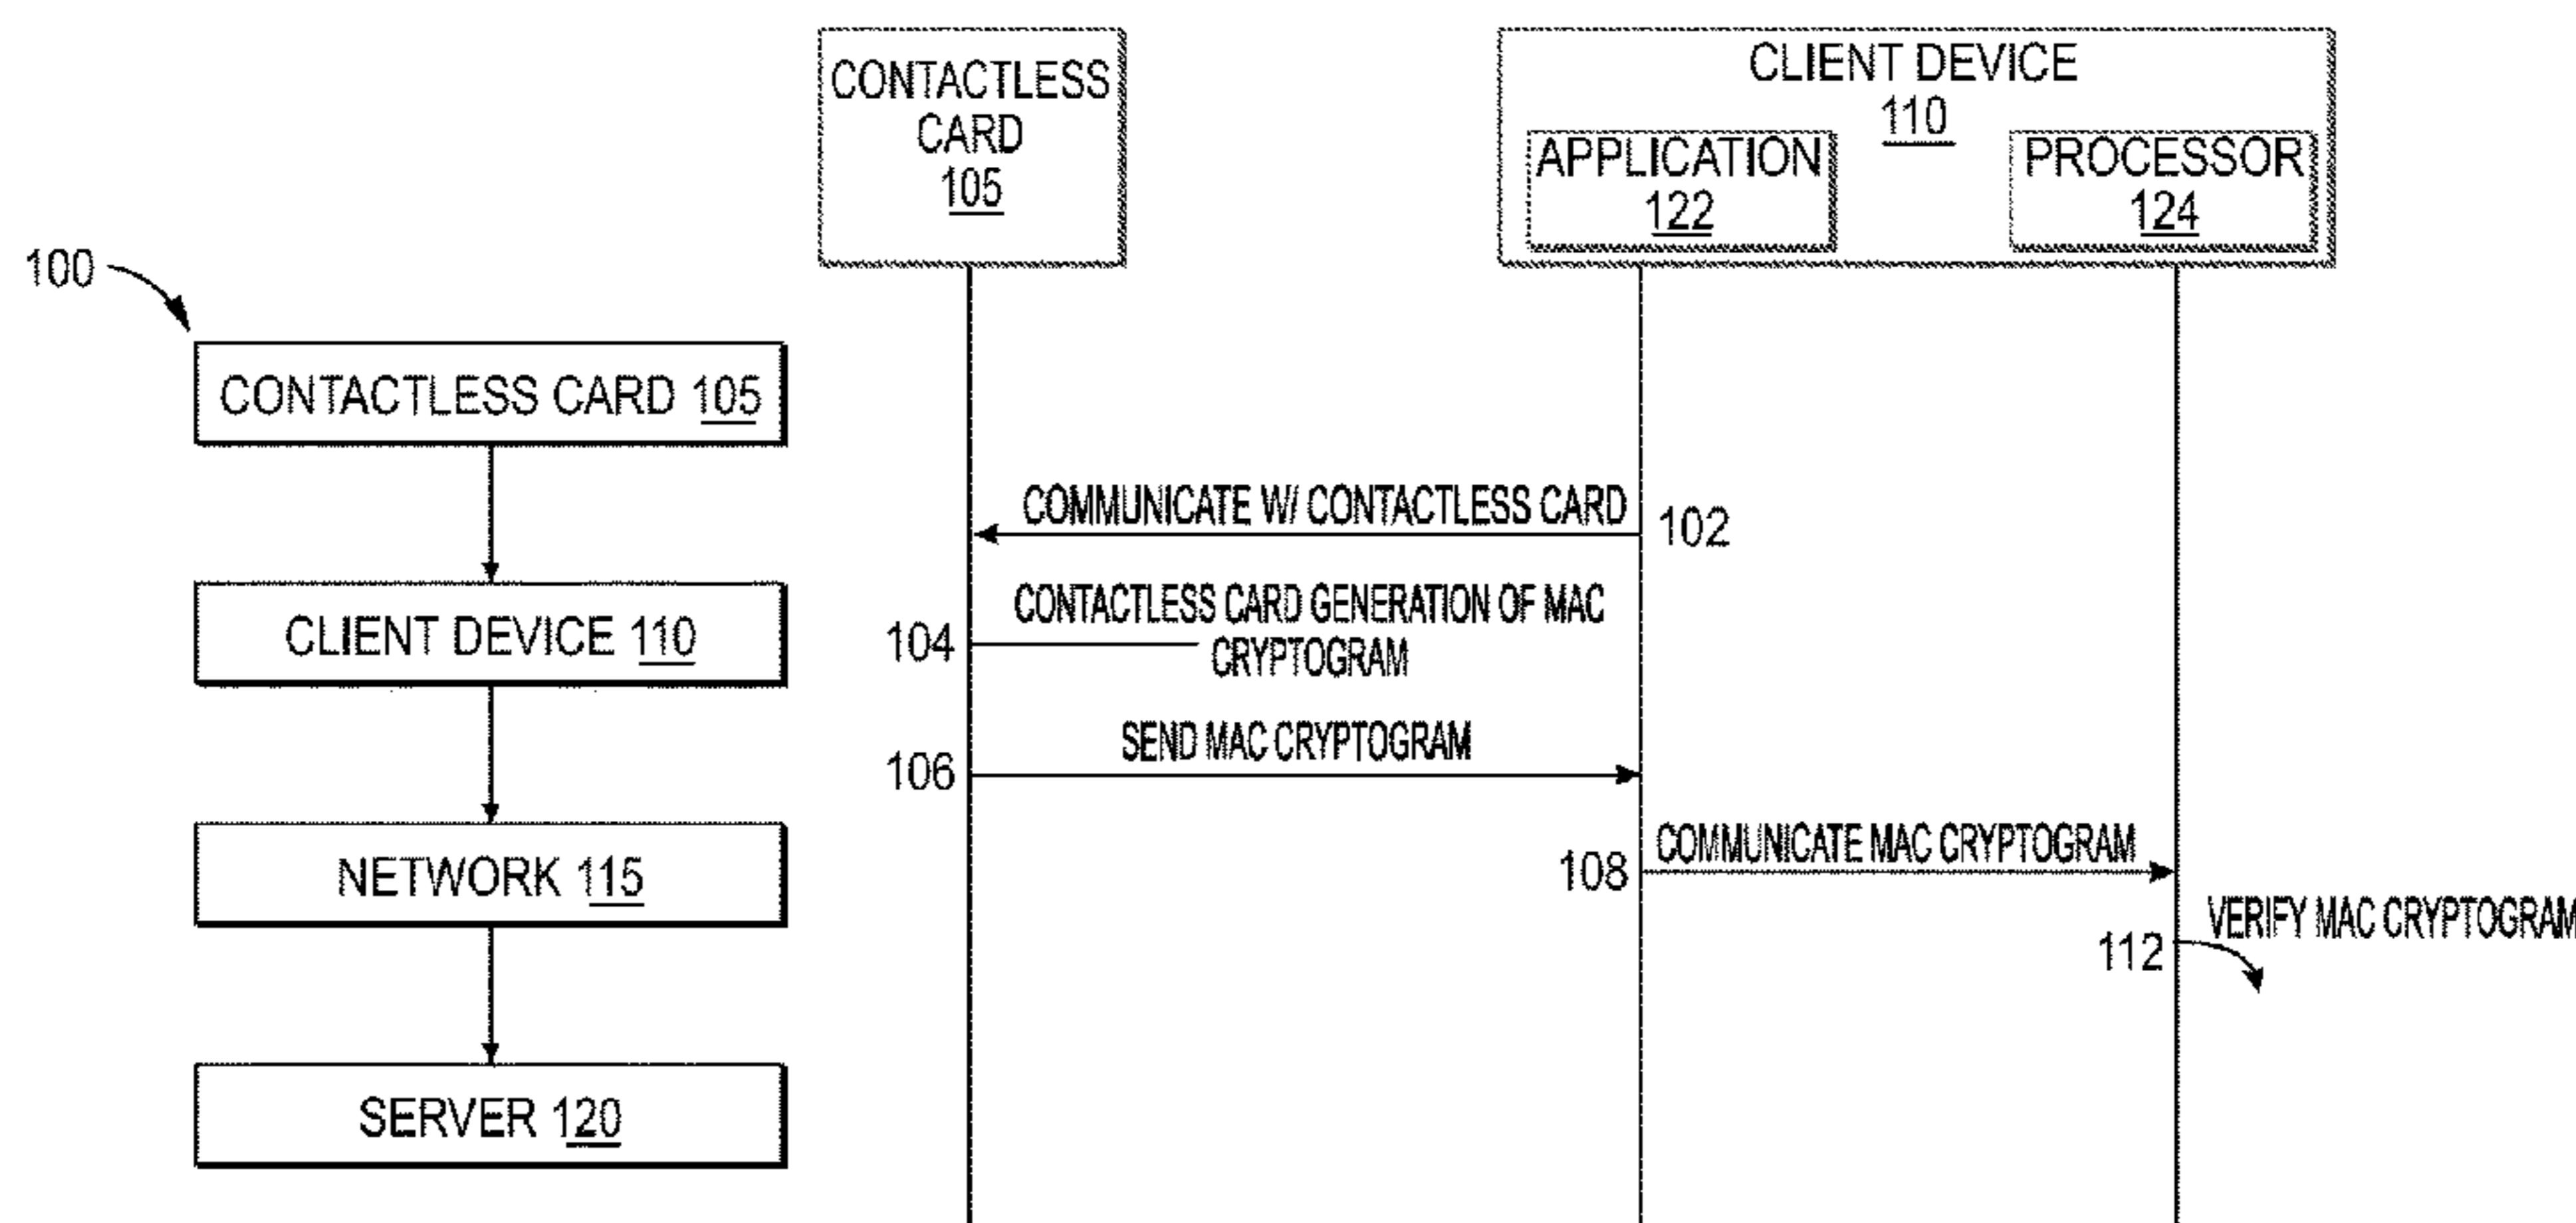 100
CONTACTLESS CARD 105
CLIENT DEVICE 110
NETWORK 115
SERVER 120
CONTACTLESS
CARD
105
CLIENT DEVICE
110
APPLICATION
122
PROCESSOR
124
COMMUNICATE W/ CONTACTLESS CARD
102
CONTACTLESS CARD GENERATION OF MAC
104
CRYPTOGRAM
SEND MAC CRYPTOGRAM
106
COMMUNICATE MAC CRYPTOGRAM
108
VERIFY MAC CRYPTOGRAM
112